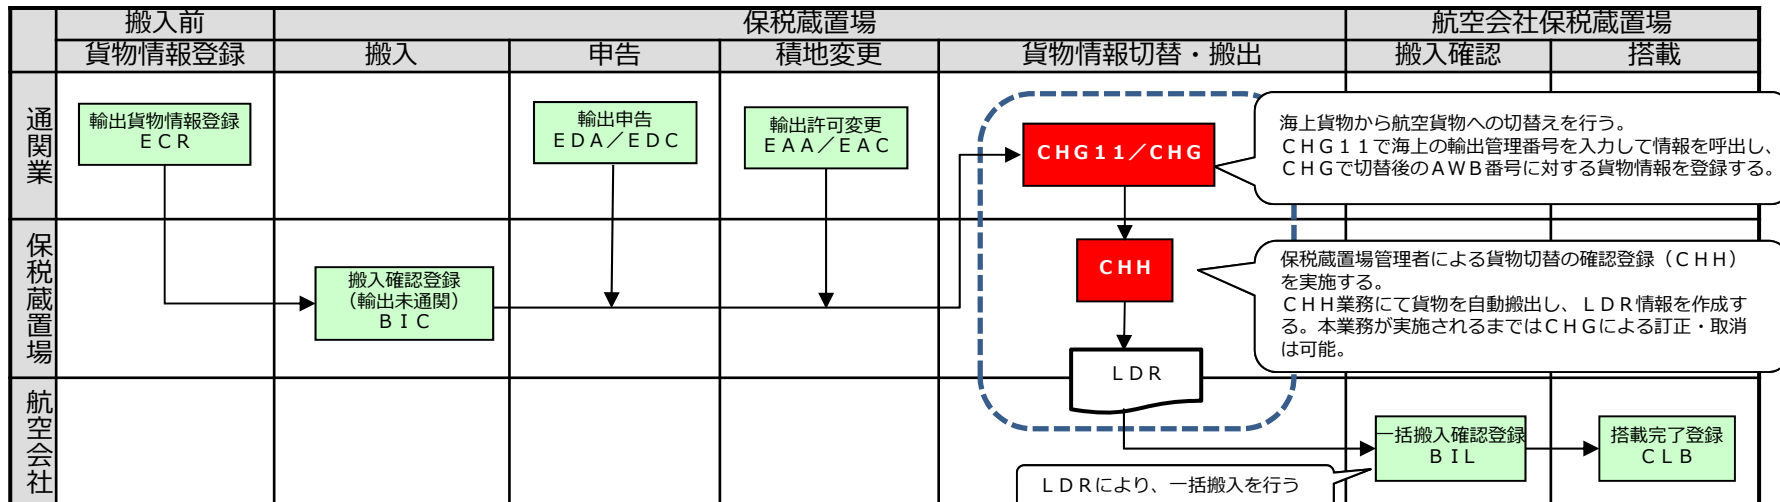 搬入前
保税蔵置場
航空会社保税蔵置場
貨物情報登録
搬入
申告
積地変更
貨物情報切替・搬出
搬入確認
搭載
通関業
輸出貨物情報登録
ＥＣＲ
輸出申告
ＥＤＡ／ＥＤＣ
輸出許可変更
ＥＡＡ／ＥＡＣ
ＣＨＧ１１／ＣＨＧ
海上貨物から航空貨物への切替えを行う。
ＣＨＧ１１で海上の輸出管理番号を入力して情報を呼出し、
ＣＨＧで切替後のＡＷＢ番号に対する貨物情報を登録する。
保税蔵置場
搬入確認登録
（輸出未通関）
ＢＩＣ
ＣＨＨ
保税蔵置場管理者による貨物切替の確認登録（ＣＨＨ）
を実施する。
ＣＨＨ業務にて貨物を自動搬出し、ＬＤＲ情報を作成す
る。本業務が実施されるまではＣＨＧによる訂正・取消
は可能。
ＬＤＲ
航空会社
一括搬入確認登録
ＢＩＬ
搭載完了登録
ＣＬＢ
ＬＤＲにより、一括搬入を行う